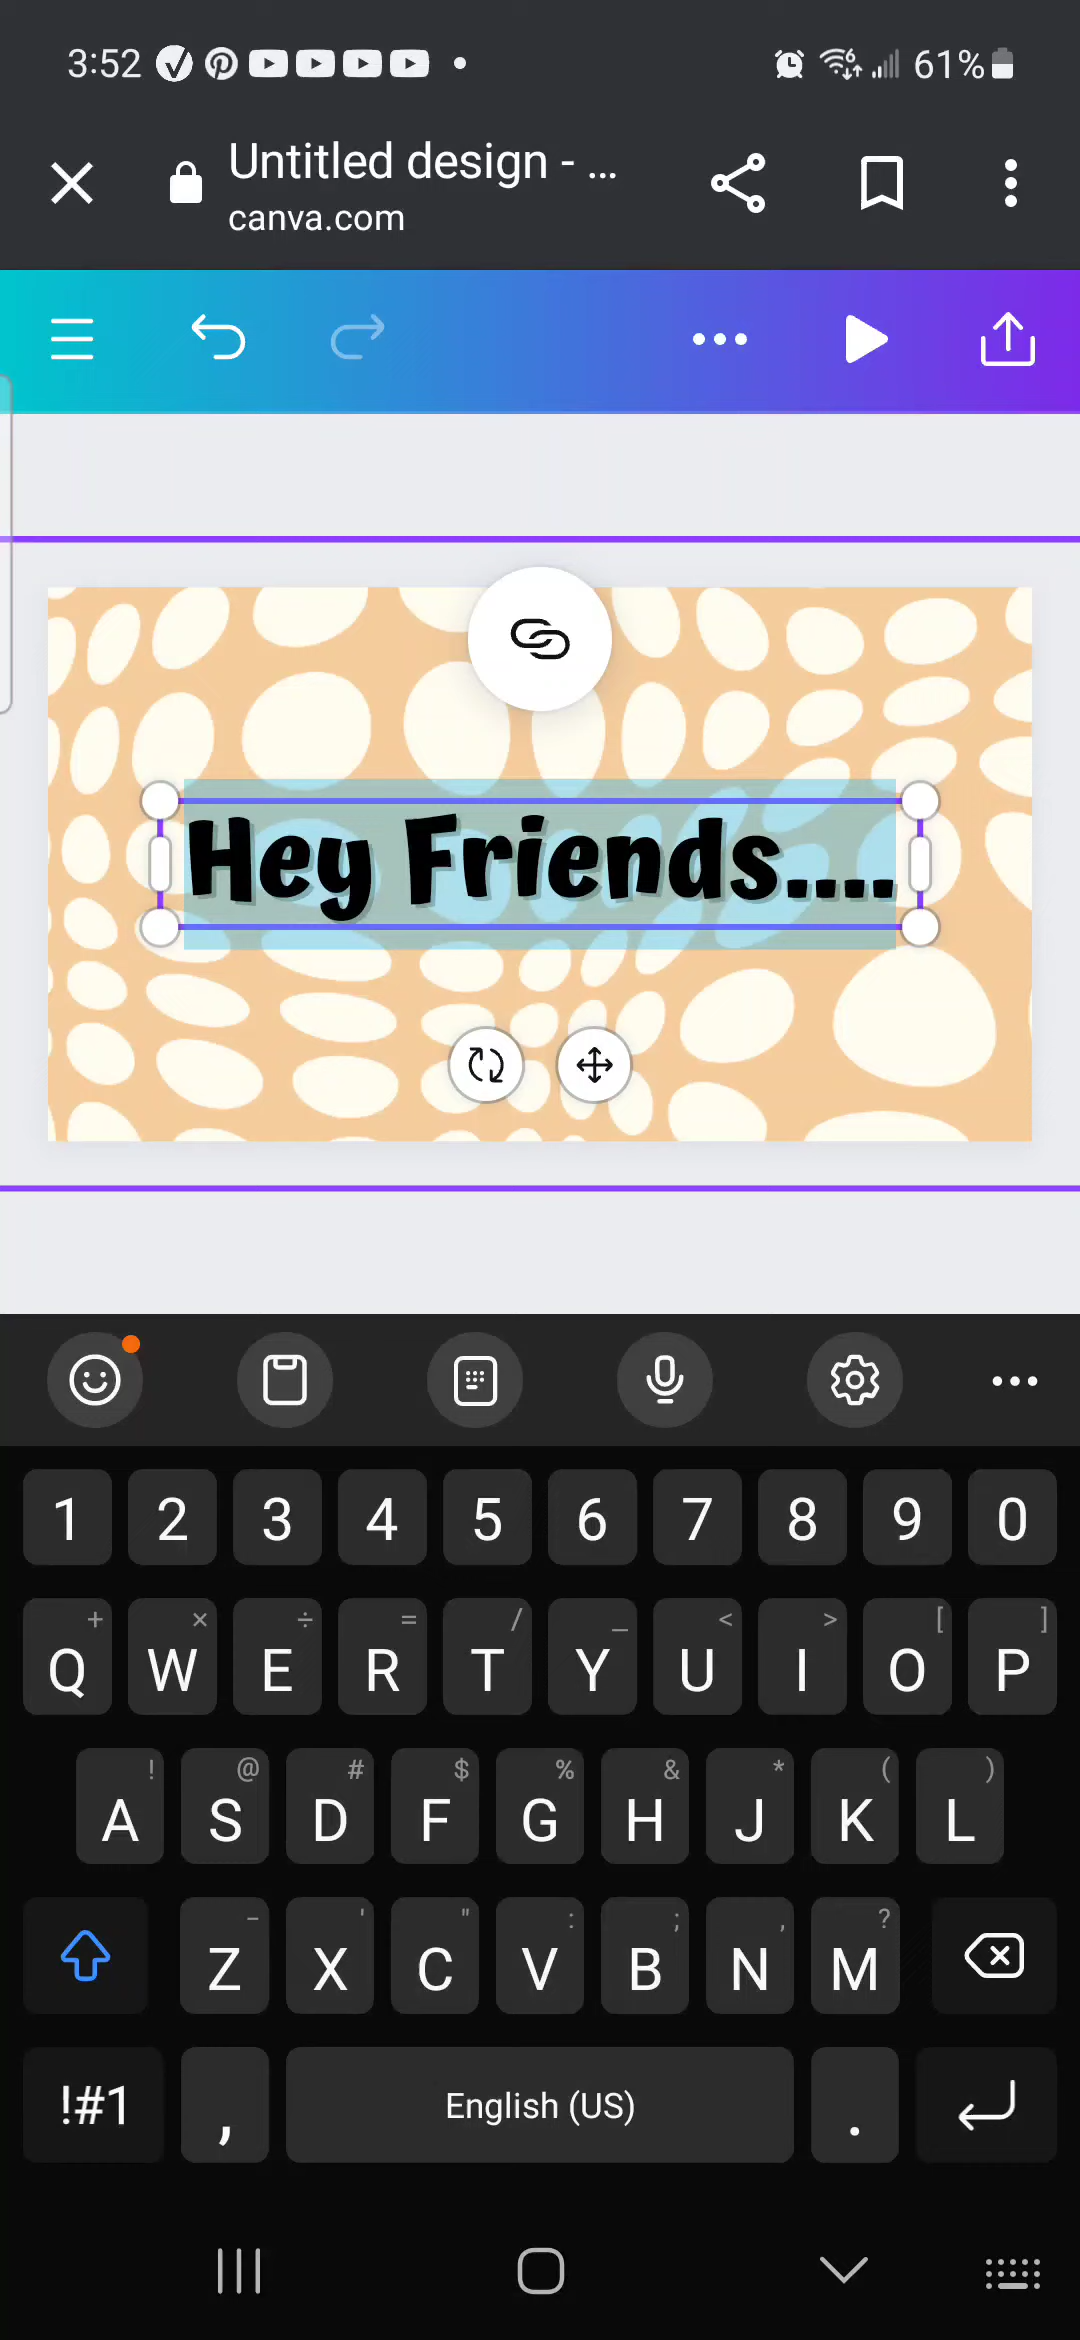 3:52 61%
Untitled design - ...
canva.com
Hey Friends....
1 2 3 4 5 6 7 8 9 0
+ × ÷ = / _ < > [ ]
Q W E R T Y U I O P
! @ # $ % & * ( )
A S D F G H J K L
- ' " : ; , ?
Z X C V B N M
!#1 , English (US) .